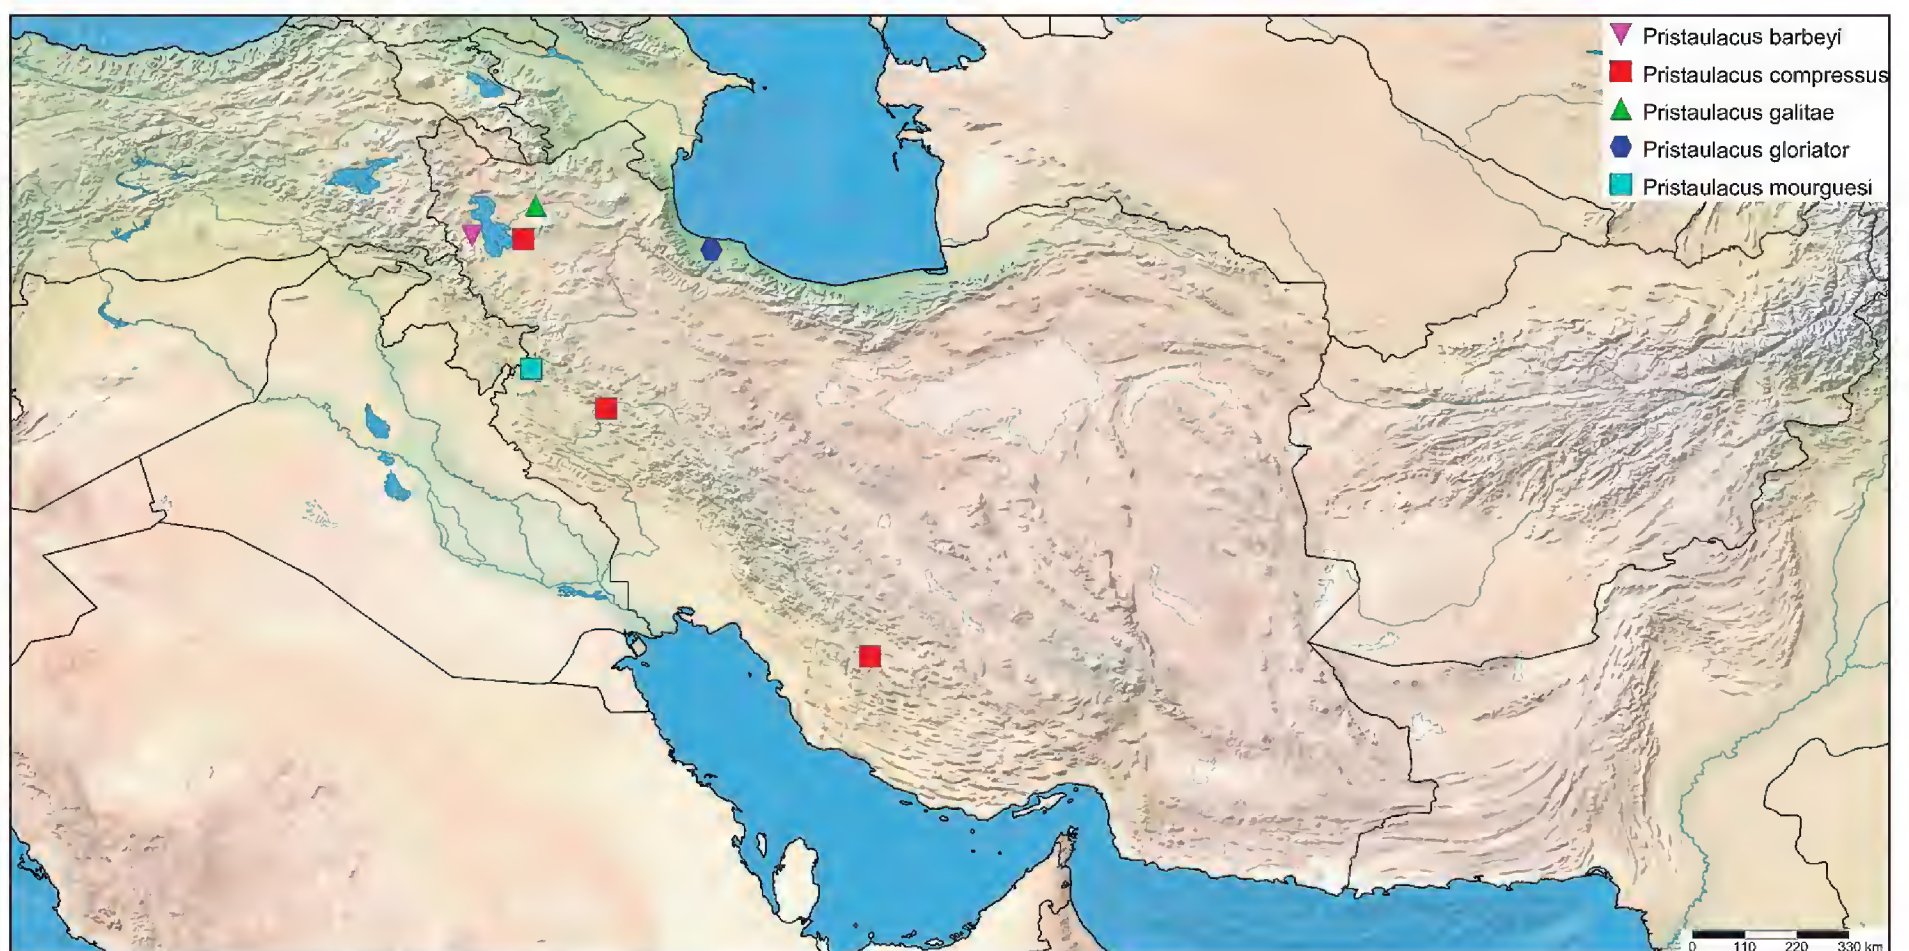 Pristaulacus barbeyi
Pristaulacus compressus
Pristaulacus galitae
Pristaulacus gloriator
Pristaulacus mourguesi
0 110 220 330 km